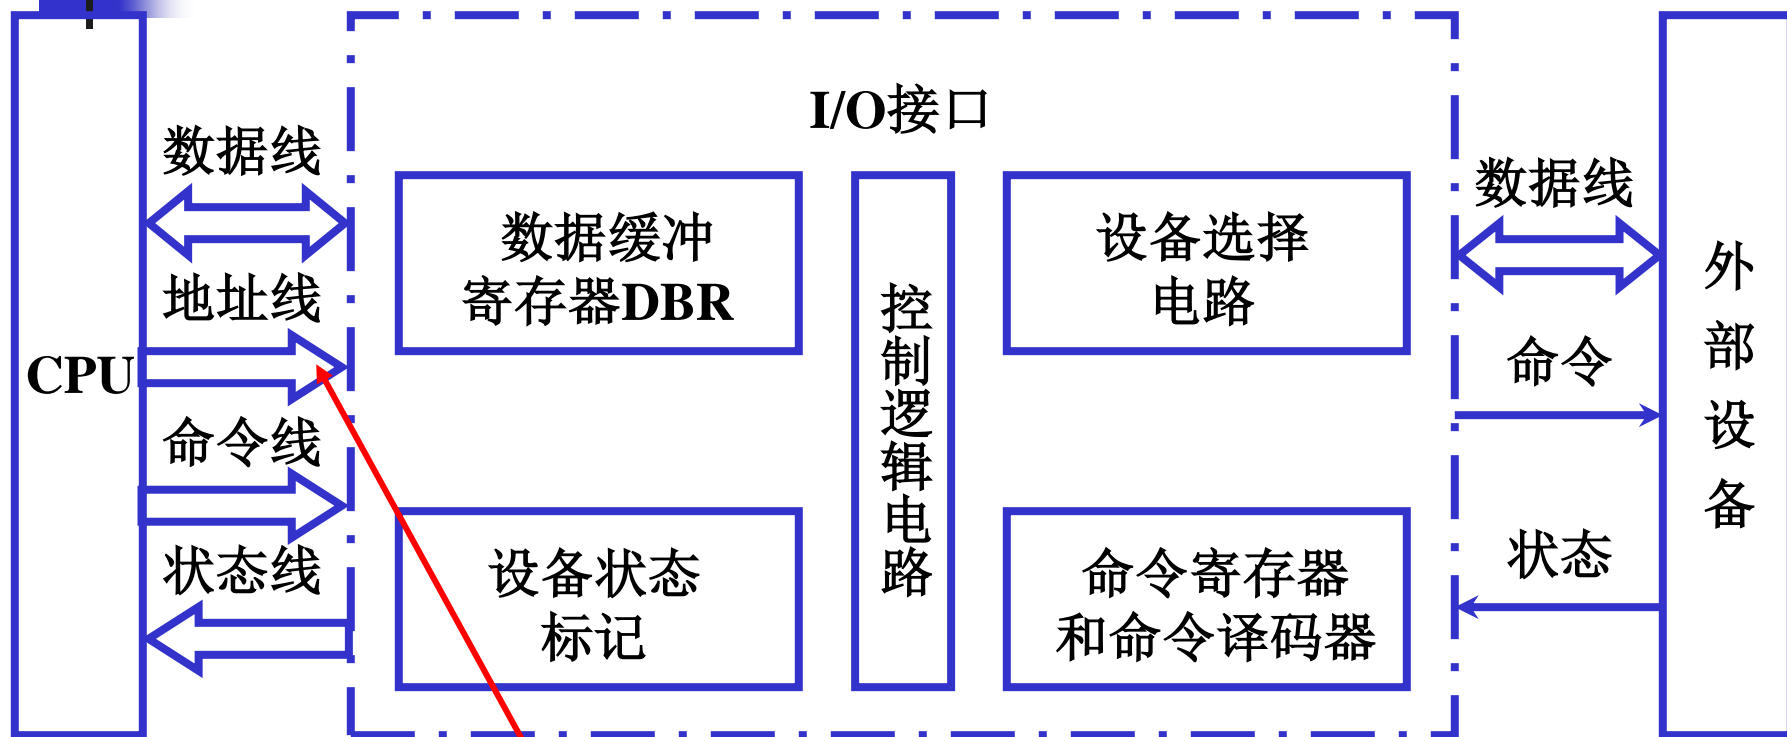 I/O接口
CPU
数据线
地址线
命令线
状态线
数据缓冲
寄存器DBR
设备状态
标记
控制逻辑电路
设备选择
电路
命令寄存器
和命令译码器
数据线
命令
状态
外部设备